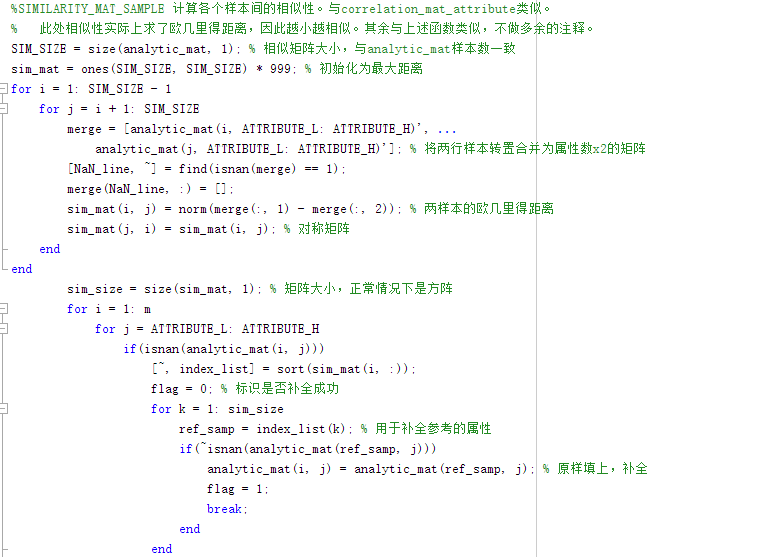 %SIMILARITY_MAT_SAMPLE 计算各个样本间的相似性。与correlation_mat_attribute类似。
%   此处相似性实际上求了欧几里得距离，因此越小越相似。其余与上述函数类似，不做多余的注释。
SIM_SIZE = size(analytic_mat, 1); % 相似矩阵大小，与analytic_mat样本数一致
sim_mat = ones(SIM_SIZE, SIM_SIZE) * 999; % 初始化为最大距离
for i = 1: SIM_SIZE - 1
    for j = i + 1: SIM_SIZE
        merge = [analytic_mat(i, ATTRIBUTE_L: ATTRIBUTE_H)', ...
            analytic_mat(j, ATTRIBUTE_L: ATTRIBUTE_H)']; % 将两行样本转置合并为属性数x2的矩阵
        [NaN_line, ~] = find(isnan(merge) == 1);
        merge(NaN_line, :) = [];
        sim_mat(i, j) = norm(merge(:, 1) - merge(:, 2)); % 两样本的欧几里得距离
        sim_mat(j, i) = sim_mat(i, j); % 对称矩阵
    end
end
        sim_size = size(sim_mat, 1); % 矩阵大小，正常情况下是方阵
        for i = 1: m
            for j = ATTRIBUTE_L: ATTRIBUTE_H
                if(isnan(analytic_mat(i, j)))
                    [~, index_list] = sort(sim_mat(i, :));
                    flag = 0; % 标识是否补全成功
                    for k = 1: sim_size
                        ref_samp = index_list(k); % 用于补全参考的属性
                        if(~isnan(analytic_mat(ref_samp, j)))
                            analytic_mat(i, j) = analytic_mat(ref_samp, j); % 原样填上，补全
                            flag = 1;
                            break;
                        end
                    end